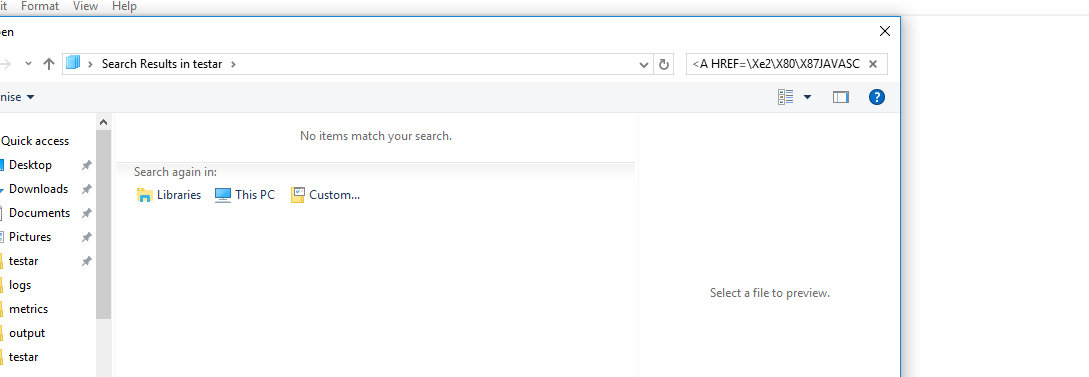 it Format View Help
en
Search Results in testar
<A HREF=\Xe2\X80\X87JAVASC
nise
No items match your search.
Search again in:
Libraries This PC Custom...
Quick access
Desktop
Downloads
Documents
Pictures
testar
logs
metrics
output
testar
Select a file to preview.